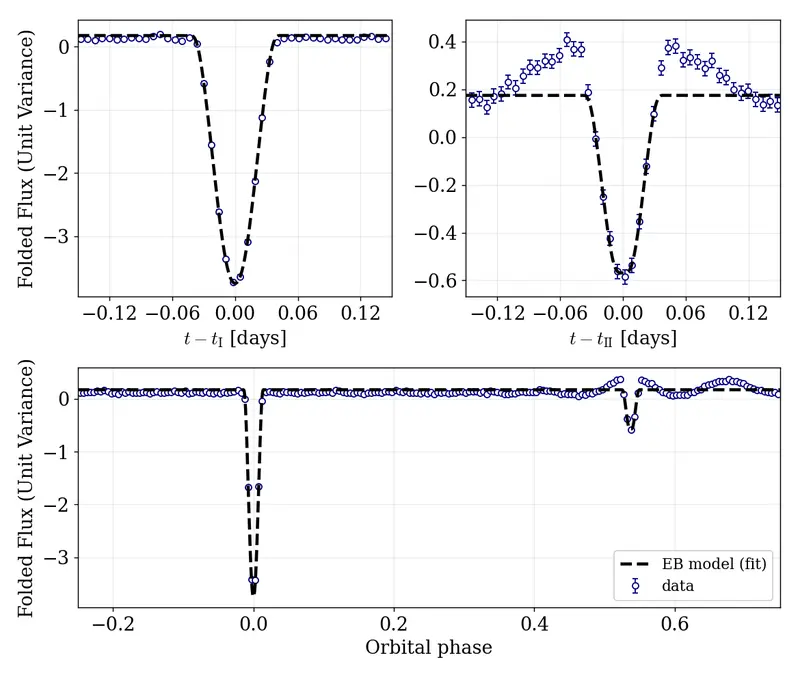 Folded Flux (Unit Variance)
0
−1
−2
−3
−0.12 −0.06 0.00 0.06 0.12
t − t_I [days]
0.4
0.2
0.0
−0.2
−0.4
−0.6
−0.12 −0.06 0.00 0.06 0.12
t − t_II [days]
Folded Flux (Unit Variance)
0
−1
−2
−3
−0.2 0.0 0.2 0.4 0.6
Orbital phase
EB model (fit)
data